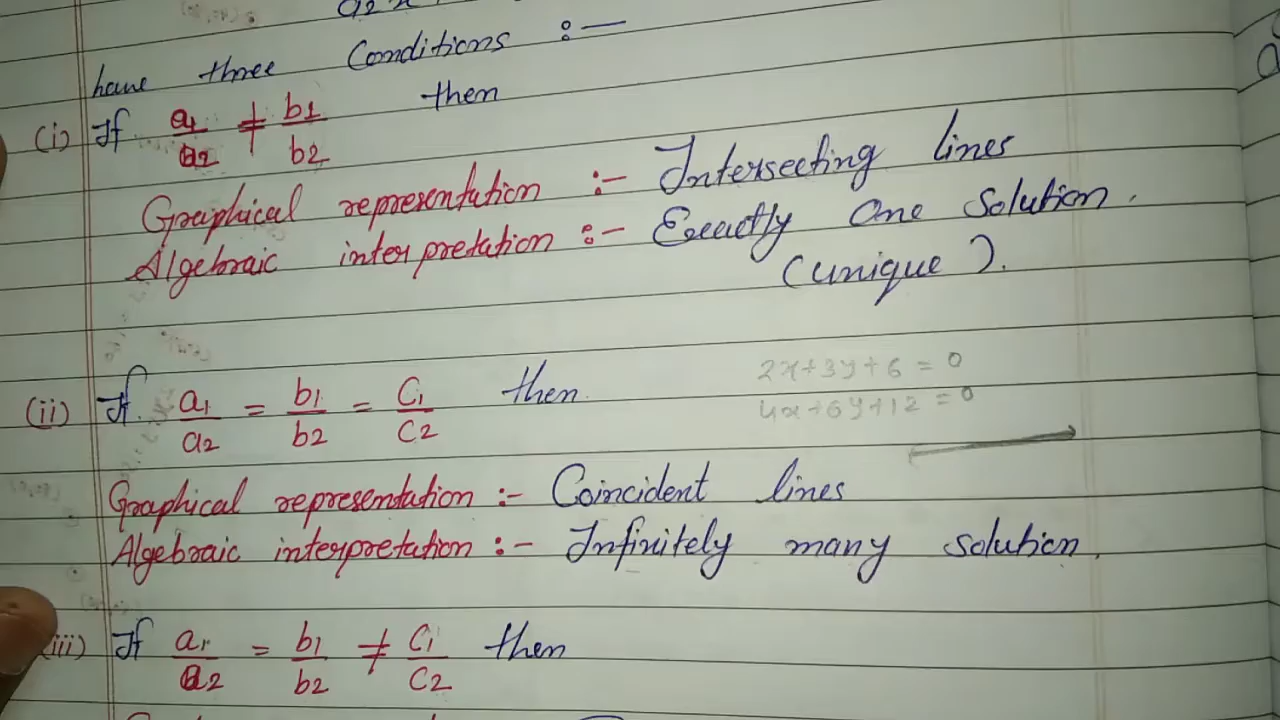 a2x
have three Conditions :—
(i) If a1/a2 ≠ b1/b2 then
Graphical representation :- Intersecting lines
Algebraic interpretation :- Exactly One Solution.
(unique).
(ii) If a1/a2 = b1/b2 = C1/C2 then
2x+3y+6 = 0
4x+6y+12 = 0
Graphical representation :- Coincident lines
Algebraic interpretation :- Infinitely many solution.
(iii) If a1/a2 = b1/b2 ≠ C1/C2 then